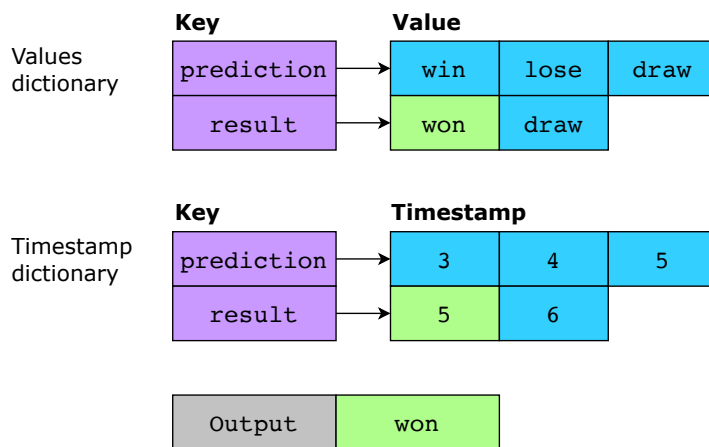 Key Value
Values
dictionary
prediction win lose draw
result won draw
Key Timestamp
Timestamp
dictionary
prediction 3 4 5
result 5 6
Output won